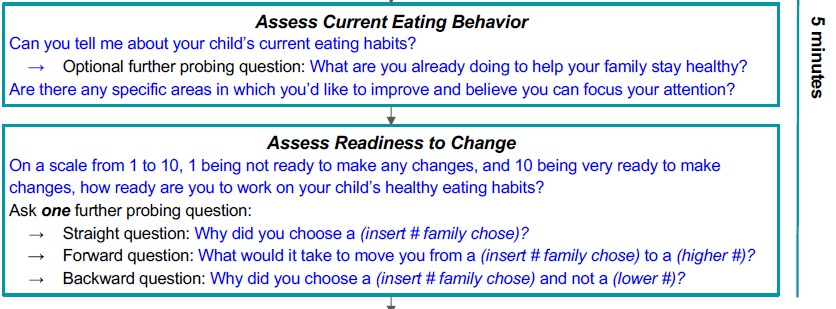 Assess Current Eating Behavior
Can you tell me about your child's current eating habits?
→ Optional further probing question: What are you already doing to help your family stay healthy?
Are there any specific areas in which you'd like to improve and believe you can focus your attention?
5 minutes
Assess Readiness to Change
On a scale from 1 to 10, 1 being not ready to make any changes, and 10 being very ready to make
changes, how ready are you to work on your child's healthy eating habits?
Ask one further probing question:
→ Straight question: Why did you choose a (insert # family chose)?
→ Forward question: What would it take to move you from a (insert # family chose) to a (higher #)?
→ Backward question: Why did you choose a (insert # family chose) and not a (lower #)?